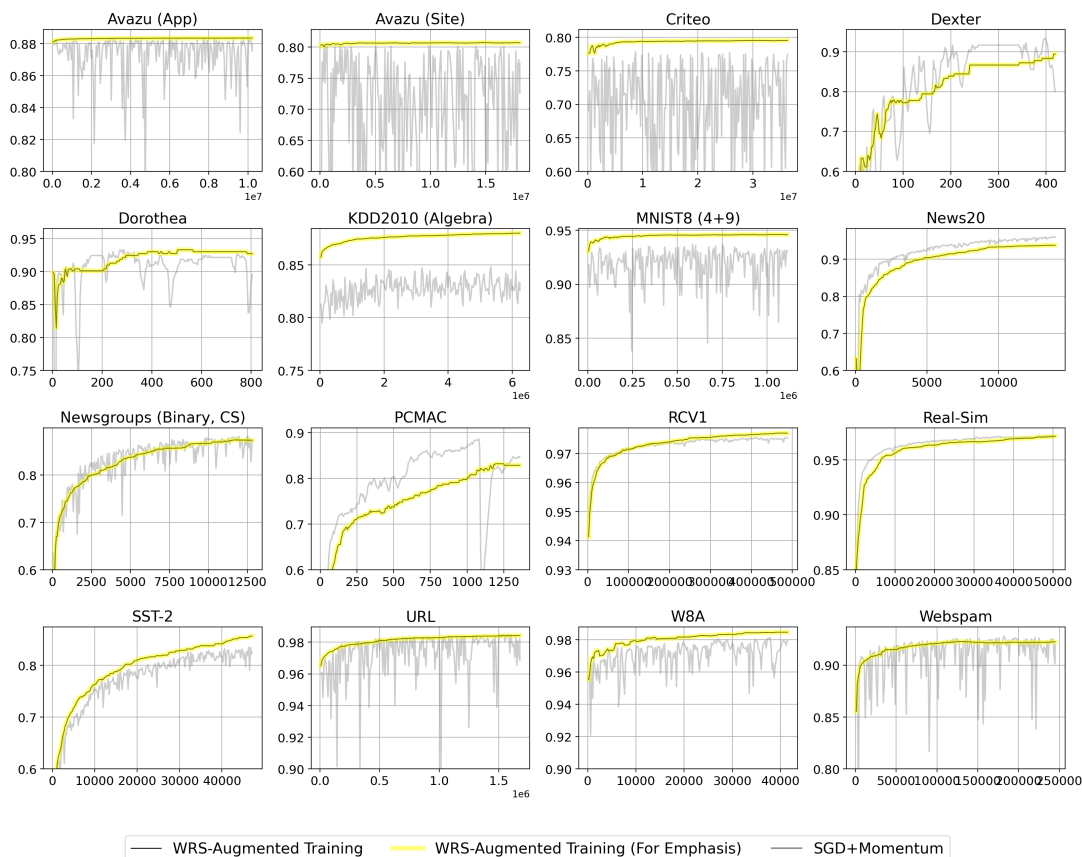 Avazu (App) Avazu (Site) Criteo Dexter
0.88 0.80 0.80 0.9
0.86 0.75 0.75 0.8
0.84 0.70 0.70 0.7
0.82 0.65 0.65 0.6
0.80 0.60 0.60
0.0 0.2 0.4 0.6 0.8 1.0 0.0 0.5 1.0 1.5 0 1 2 3 0 100 200 300 400
1e7 1e7 1e7
Dorothea KDD2010 (Algebra) MNIST8 (4+9) News20
0.95 0.85 0.95 0.9
0.90 0.80 0.90 0.8
0.85 0.75 0.85 0.7
0.80 0.6
0.75
0 200 400 600 800 0 2 4 6 0.00 0.25 0.50 0.75 1.00 0 5000 10000
1e6 1e6
Newsgroups (Binary, CS) PCMAC RCV1 Real-Sim
0.8 0.9 0.97 0.95
0.7 0.8 0.96 0.90
0.6 0.7 0.95 0.85
0.6 0.94
0.93
0 2500 5000 7500 10000 12500 0 250 500 750 1000 1250 0 100000 200000 300000 400000 500000 0 10000 20000 30000 40000 50000
SST-2 URL W8A Webspam
0.8 0.98 0.98 0.90
0.7 0.96 0.96 0.85
0.6 0.94 0.94 0.80
0.92 0.92
0.90 0.90
0 10000 20000 30000 40000 0.0 0.5 1.0 1.5 0 10000 20000 30000 40000 0 50000 100000 150000 200000 250000
1e6
WRS-Augmented Training WRS-Augmented Training (For Emphasis) SGD+Momentum